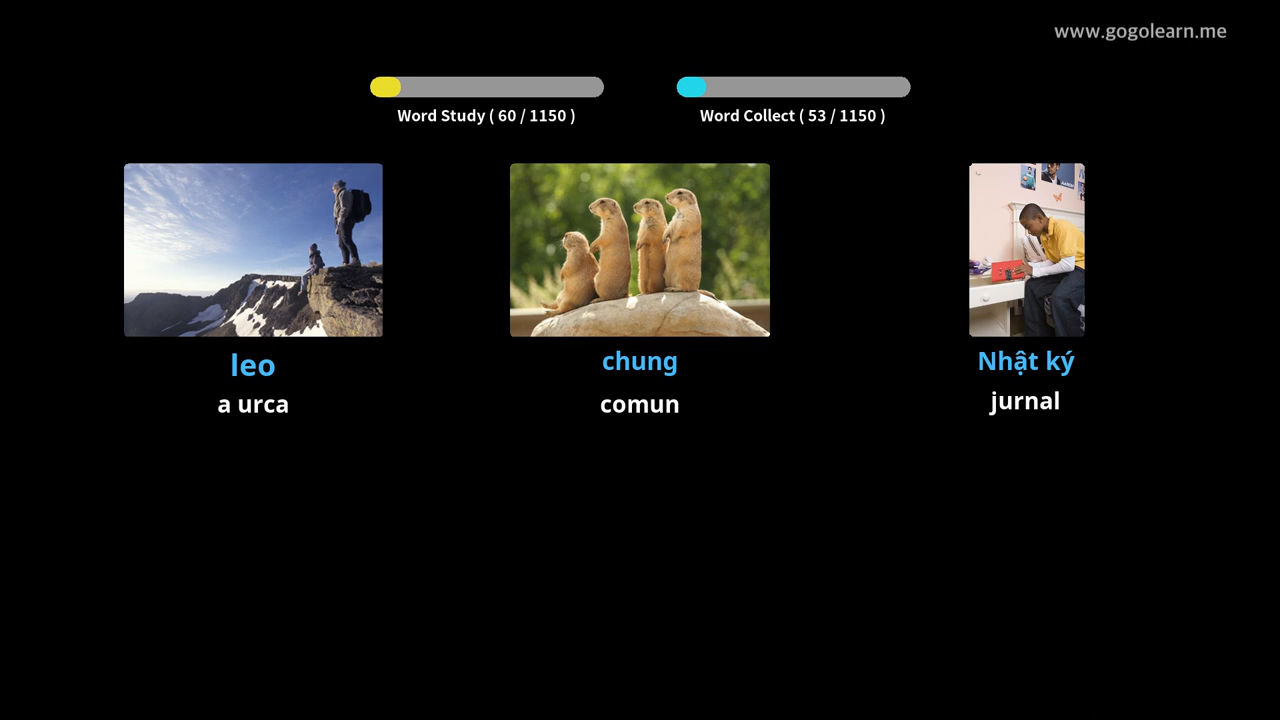 www.gogolearn.me
Word Study ( 60 / 1150 )
Word Collect ( 53 / 1150 )
leo
chung
Nhật ký
a urca
comun
jurnal